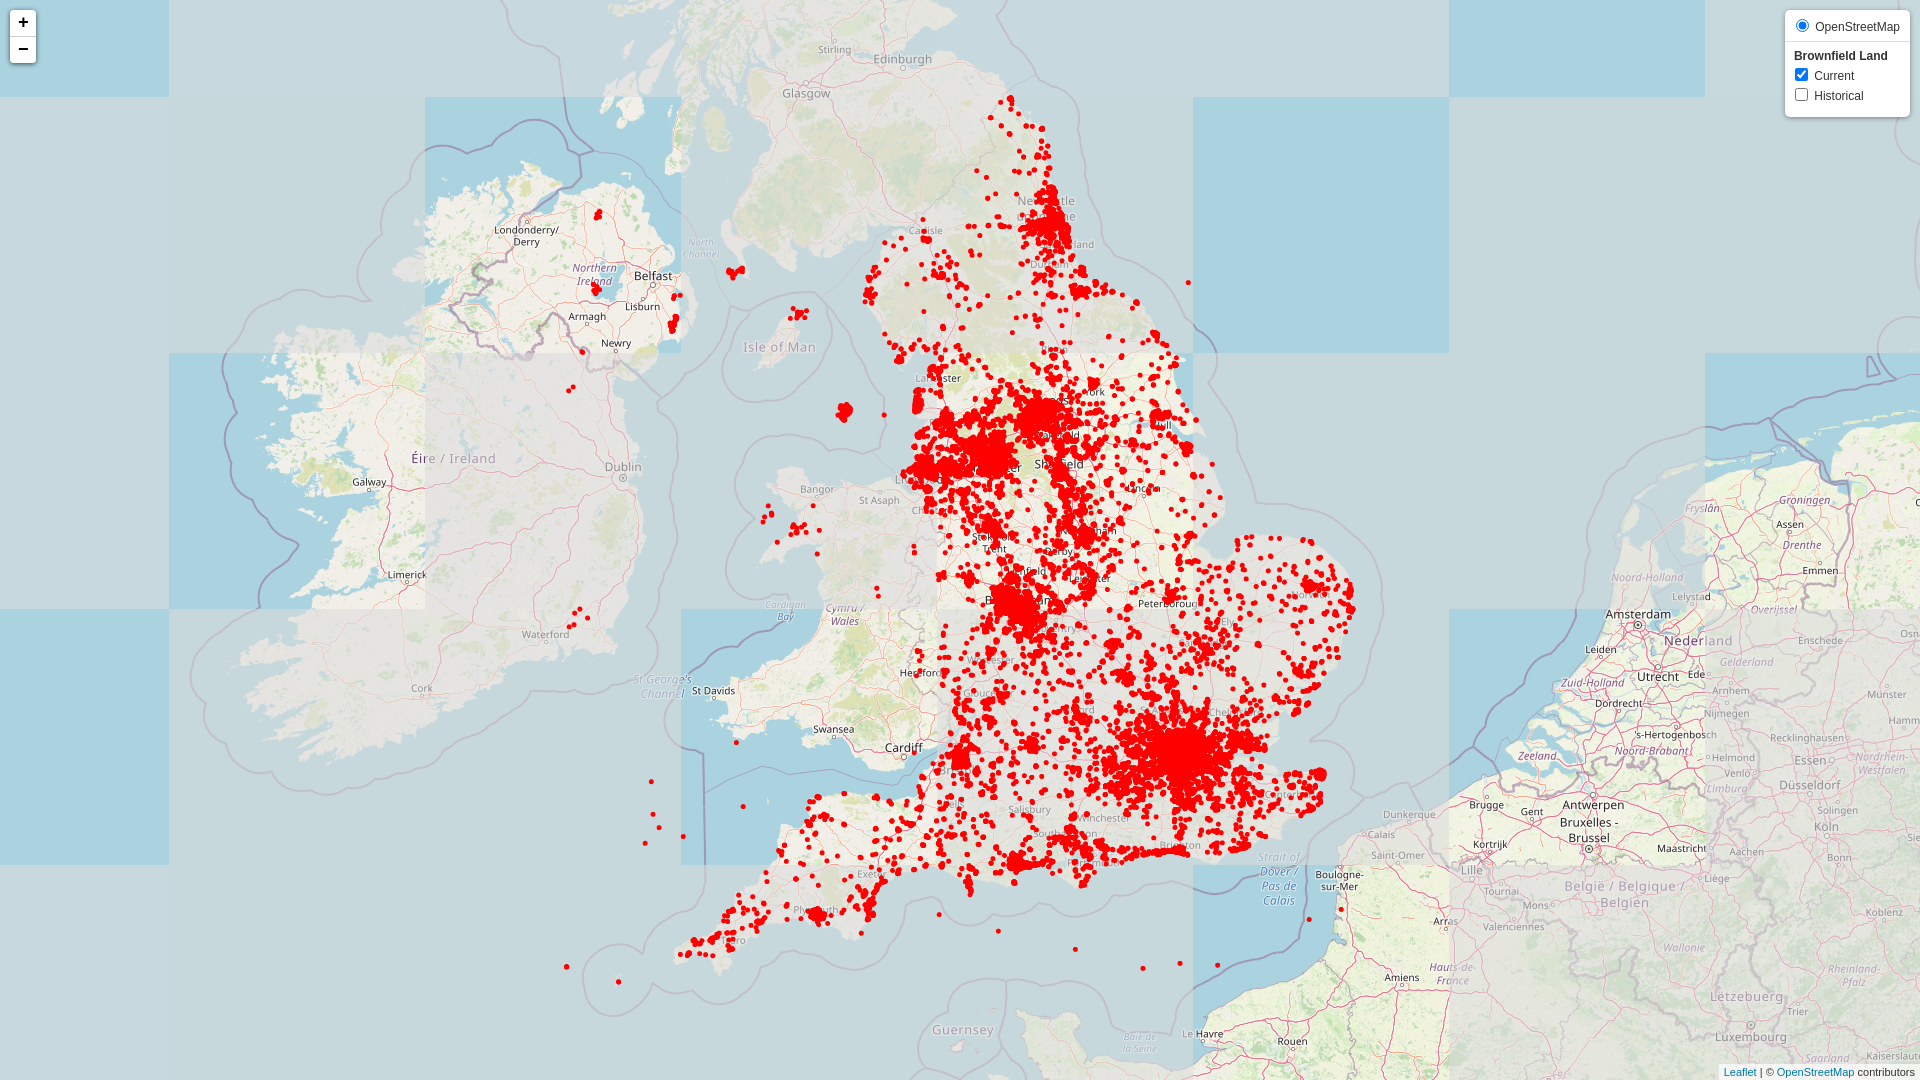 +
−
OpenStreetMap
Brownfield Land
Current
Historical
Stirling
Edinburgh
Glasgow
Londonderry/
Derry
North
Channel
Carlisle
Northern
Ireland
Belfast
Lisburn
Armagh
Newry
Isle of Man
York
Hull
Éire / Ireland
Dublin
Galway
Bangor
St Asaph
Lincoln
Derby
Limerick
Peterborough
Ely
Cardigan
Bay
Cymru /
Wales
Waterford
Cork
St George's
Channel
St Davids
Hereford
Worcester
Swansea
Cardiff
Salisbury
Winchester
Southampton
Brighton
Exeter
Plymouth
Truro
Strait of
Dover /
Pas de
Calais
Guernsey
Baie de
la Seine
Le Havre
Rouen
Amiens
Boulogne-
sur-Mer
Calais
Dunkerque
Saint-Omer
Lille
Tournai
Arras
Valenciennes
Mons
Hauts-de-
France
Brugge
Gent
Kortrijk
Antwerpen
Bruxelles -
Brussel
Maastricht
België / Belgique /
Belgien
Liège
Wallonie
Aachen
Bonn
Köln
Düsseldorf
Solingen
Essen
Recklinghausen
Nordrhein-
Westfalen
Münster
Koblenz
Rheinland-
Pfalz
Lëtzebuerg
Luxembourg
Trier
Saarland
Zeeland
Noord-Brabant
Helmond
Venlo
Limburg
's-Hertogenbosch
Dordrecht
Nijmegen
Arnhem
Gelderland
Zuid-Holland
Utrecht
Ede
Leiden
Amsterdam
Nederland
Lelystad
Overijssel
Enschede
Noord-Holland
Emmen
Drenthe
Assen
Groningen
Fryslân
Leaflet | © OpenStreetMap contributors